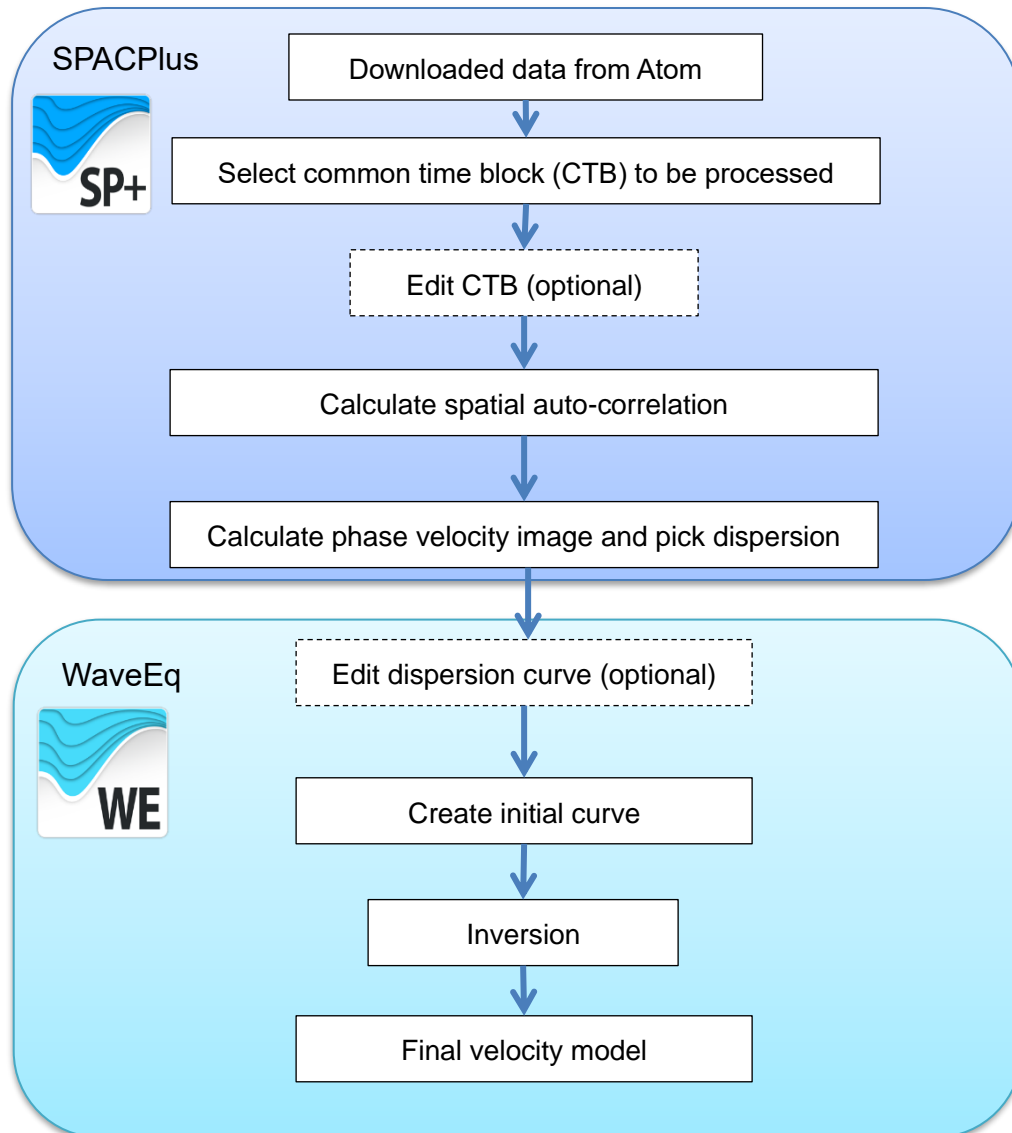 SPACPlus
SP+
Downloaded data from Atom
Select common time block (CTB) to be processed
Edit CTB (optional)
Calculate spatial auto-correlation
Calculate phase velocity image and pick dispersion
WaveEq
WE
Edit dispersion curve (optional)
Create initial curve
Inversion
Final velocity model